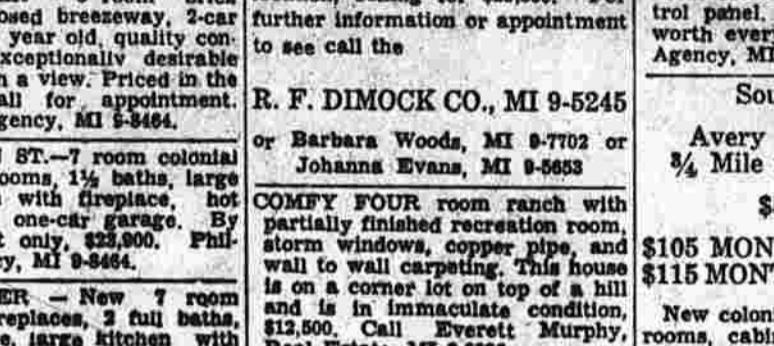 osed breezeway, 2-car
year old, quality con-
xceptionally desirable
h a view. Priced in the
all for appointment.
gency, MI 9-8464.
ST.—7 room colonial
ooms, 1½ baths, large
with fireplace, hot
one-car garage. By
t only, $23,900. Phil-
cy, MI 9-8464.
ER — New 7 room
replaces, 2 full baths,
e, large kitchen with
further information or appointment
to see call the
R. F. DIMOCK CO., MI 9-5245
or Barbara Woods, MI 9-7702 or
Johanna Evans, MI 9-5653
COMFY FOUR room ranch with
partially finished recreation room,
storm windows, copper pipe, and
wall to wall carpeting. This house
is on a corner lot on top of a hill
and is in immaculate condition,
$12,500. Call Everett Murphy,
trol panel.
worth ever
Agency, MI
Sou
Avery
¾ Mile
$
$105 MON
$115 MONT
New coloni
rooms, cabi